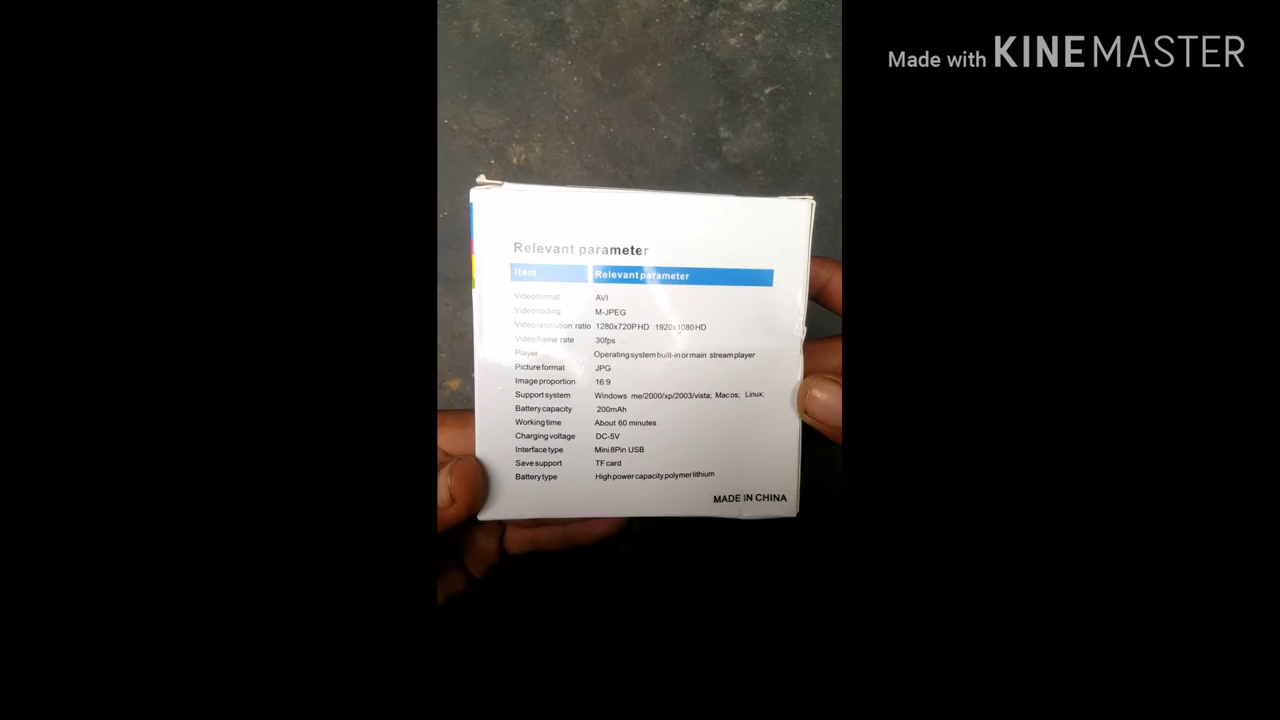 Made with KINEMASTER
Relevant parameter
Item Relevant parameter
Video format AVI
Video coding M-JPEG
Video resolution ratio 1280x720P HD 1920x1080 HD
Video frame rate 30fps
Player Operating system built-in or main stream player
Picture format JPG
Image proportion 16:9
Support system Windows me/2000/xp/2003/vista; Mac os; Linux;
Battery capacity 200mAh
Working time About 60 minutes
Charging voltage DC-5V
Interface type Mini 8Pin USB
Save support TF card
Battery type High power capacity polymer lithium
MADE IN CHINA